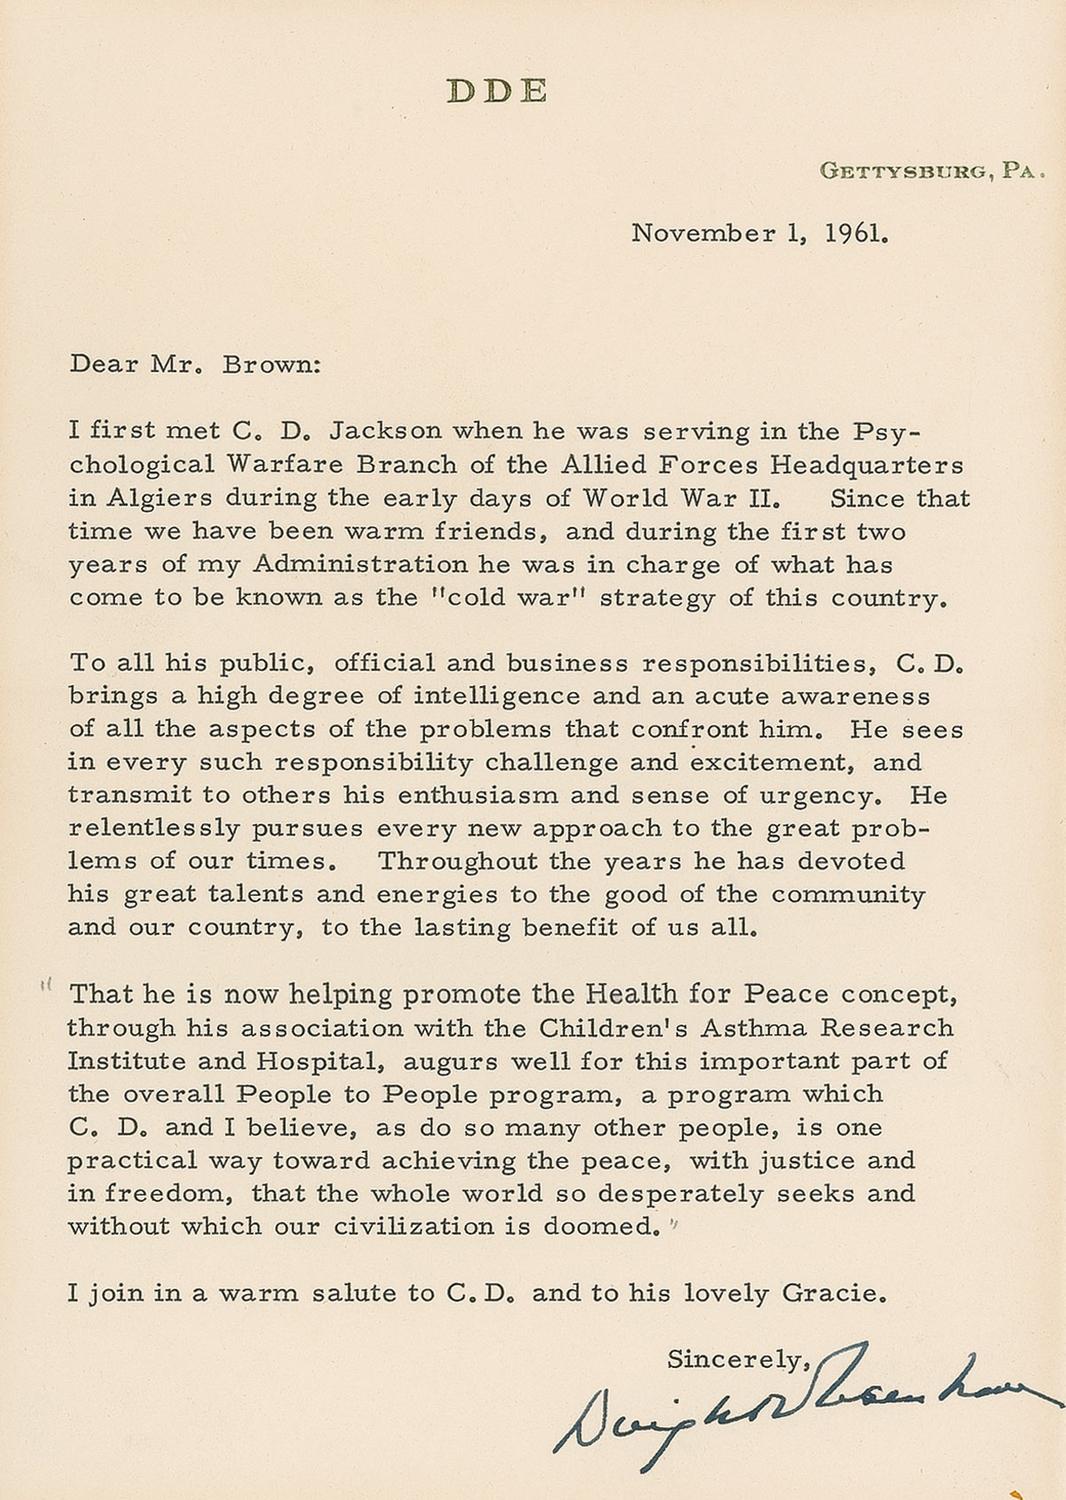 DDE
GETTYSBURG, PA.
November 1, 1961.
Dear Mr. Brown:
I first met C. D. Jackson when he was serving in the Psy-
chological Warfare Branch of the Allied Forces Headquarters
in Algiers during the early days of World War II. Since that
time we have been warm friends, and during the first two
years of my Administration he was in charge of what has
come to be known as the "cold war" strategy of this country.
To all his public, official and business responsibilities, C. D.
brings a high degree of intelligence and an acute awareness
of all the aspects of the problems that confront him. He sees
in every such responsibility challenge and excitement, and
transmit to others his enthusiasm and sense of urgency. He
relentlessly pursues every new approach to the great prob-
lems of our times. Throughout the years he has devoted
his great talents and energies to the good of the community
and our country, to the lasting benefit of us all.
"That he is now helping promote the Health for Peace concept,
through his association with the Children's Asthma Research
Institute and Hospital, augurs well for this important part of
the overall People to People program, a program which
C. D. and I believe, as do so many other people, is one
practical way toward achieving the peace, with justice and
in freedom, that the whole world so desperately seeks and
without which our civilization is doomed."
I join in a warm salute to C. D. and to his lovely Gracie.
Sincerely,
Dwight D Eisenhower